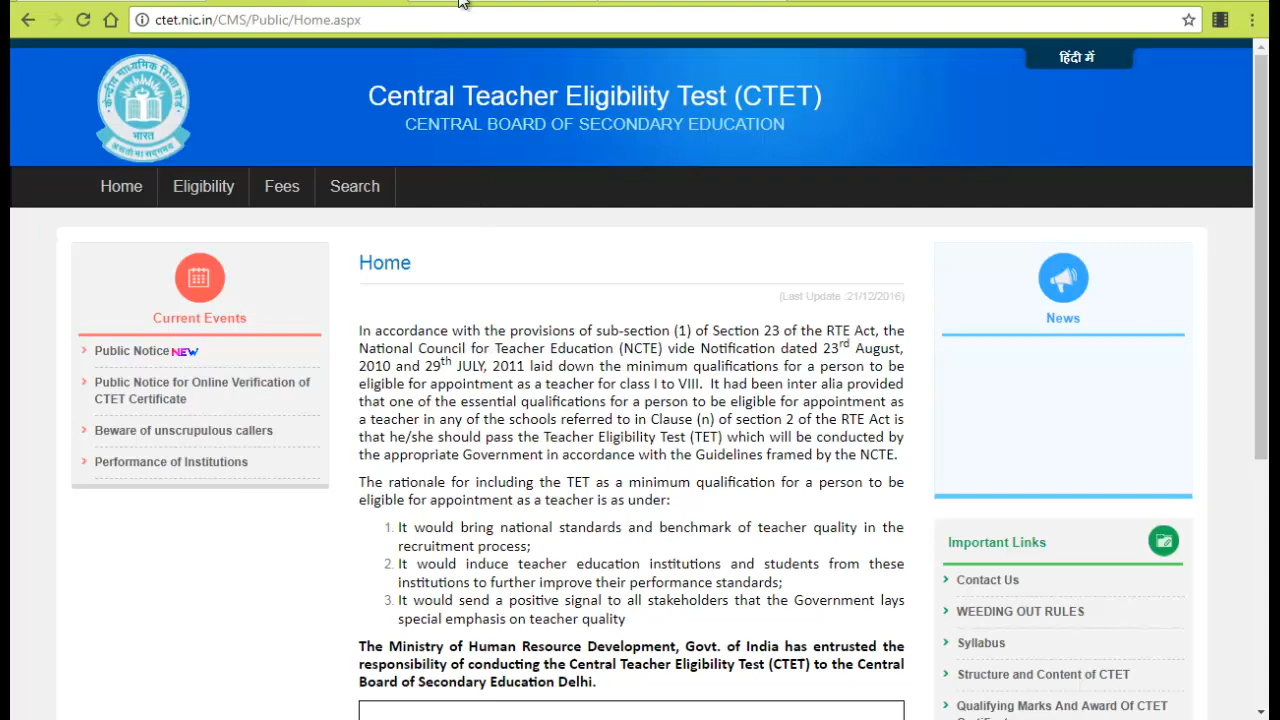 ctet.nic.in/CMS/Public/Home.aspx
हिंदी में
केन्द्रीय माध्यमिक शिक्षा बोर्ड
भारत
असतो मा सद्गमय
Central Teacher Eligibility Test (CTET)
CENTRAL BOARD OF SECONDARY EDUCATION
Home
Eligibility
Fees
Search
Current Events
Public Notice NEW
Public Notice for Online Verification of
CTET Certificate
Beware of unscrupulous callers
Performance of Institutions
Home
(Last Update :21/12/2016)
In accordance with the provisions of sub-section (1) of Section 23 of the RTE Act, the
National Council for Teacher Education (NCTE) vide Notification dated 23rd August,
2010 and 29th JULY, 2011 laid down the minimum qualifications for a person to be
eligible for appointment as a teacher for class I to VIII. It had been inter alia provided
that one of the essential qualifications for a person to be eligible for appointment as
a teacher in any of the schools referred to in Clause (n) of section 2 of the RTE Act is
that he/she should pass the Teacher Eligibility Test (TET) which will be conducted by
the appropriate Government in accordance with the Guidelines framed by the NCTE.
The rationale for including the TET as a minimum qualification for a person to be
eligible for appointment as a teacher is as under:
1. It would bring national standards and benchmark of teacher quality in the
recruitment process;
2. It would induce teacher education institutions and students from these
institutions to further improve their performance standards;
3. It would send a positive signal to all stakeholders that the Government lays
special emphasis on teacher quality
The Ministry of Human Resource Development, Govt. of India has entrusted the
responsibility of conducting the Central Teacher Eligibility Test (CTET) to the Central
Board of Secondary Education Delhi.
News
Important Links
Contact Us
WEEDING OUT RULES
Syllabus
Structure and Content of CTET
Qualifying Marks And Award Of CTET